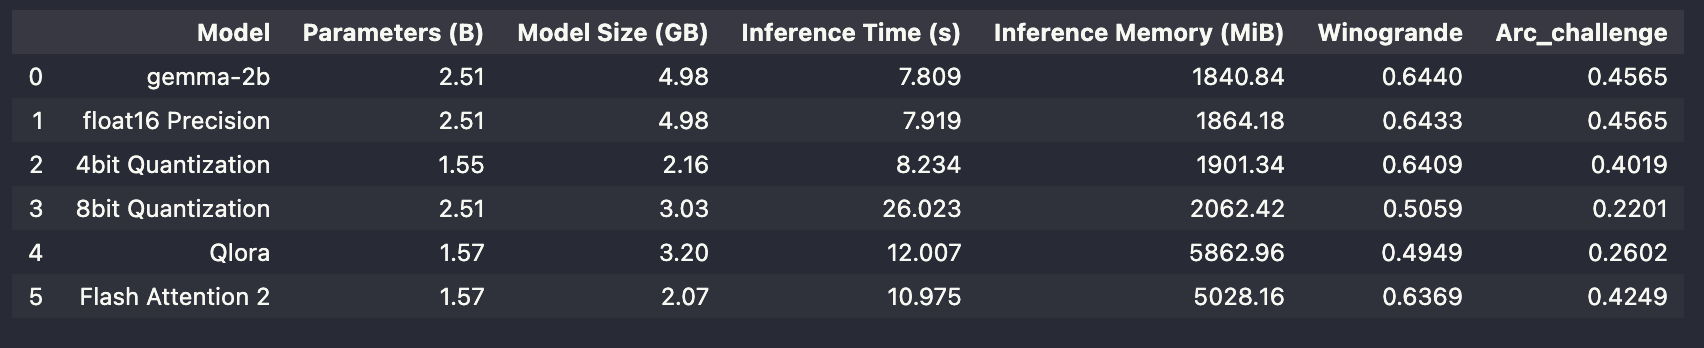 Model Parameters (B) Model Size (GB) Inference Time (s) Inference Memory (MiB) Winogrande Arc_challenge
0 gemma-2b 2.51 4.98 7.809 1840.84 0.6440 0.4565
1 float16 Precision 2.51 4.98 7.919 1864.18 0.6433 0.4565
2 4bit Quantization 1.55 2.16 8.234 1901.34 0.6409 0.4019
3 8bit Quantization 2.51 3.03 26.023 2062.42 0.5059 0.2201
4 Qlora 1.57 3.20 12.007 5862.96 0.4949 0.2602
5 Flash Attention 2 1.57 2.07 10.975 5028.16 0.6369 0.4249